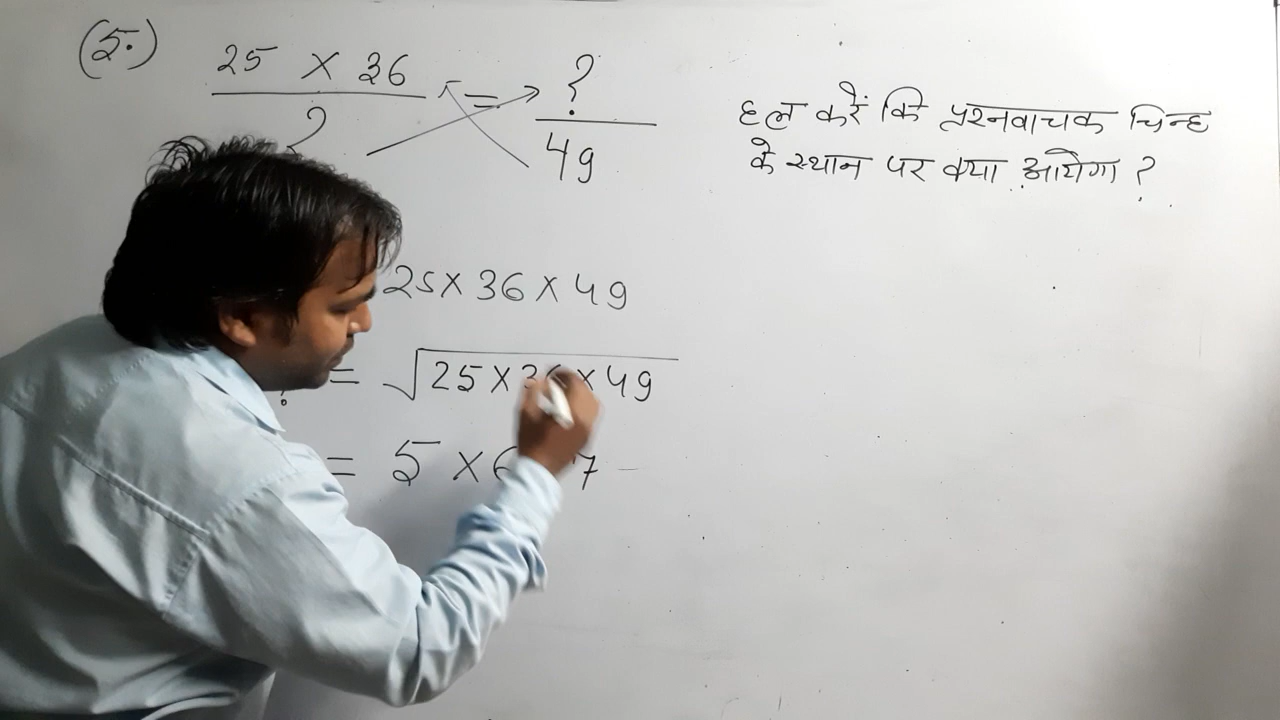 (5.)
25 × 36 = ?
? 49
हल करें कि प्रश्नवाचक चिन्ह
के स्थान पर क्या आयेगा ?
25 × 36 × 49
? = √25 × 36 × 49
= 5 × 6 7